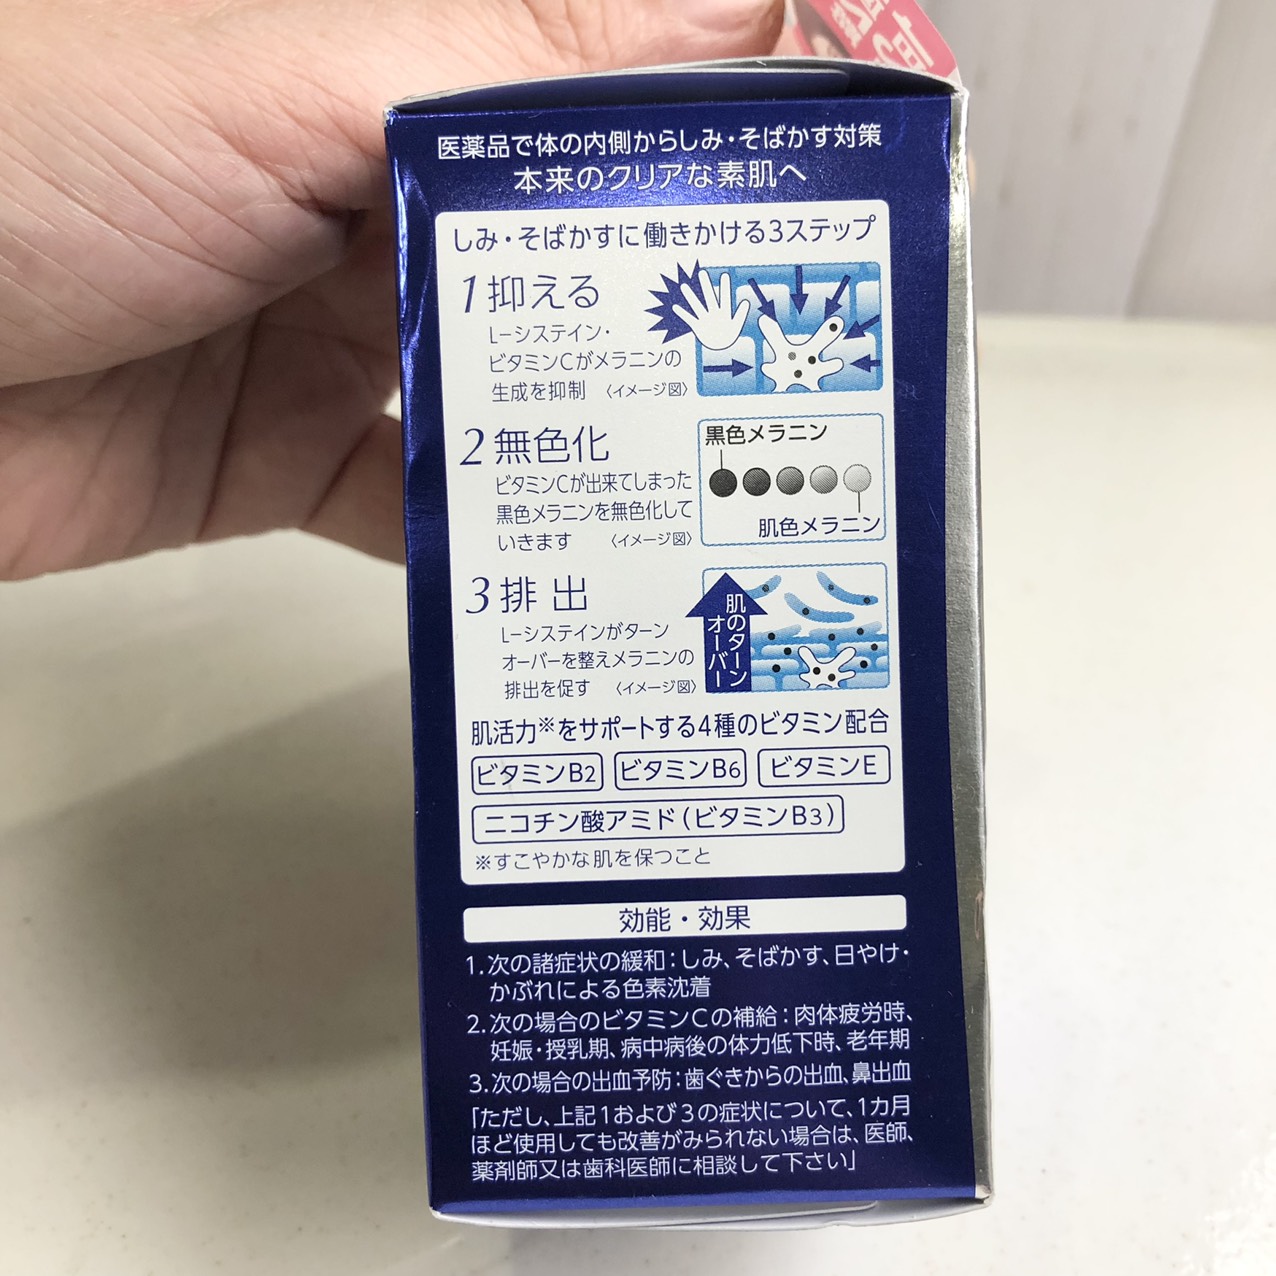 医薬品で体の内側からしみ・そばかす対策
本来のクリアな素肌へ
しみ・そばかすに働きかける3ステップ
1 抑える
L-システイン・
ビタミンCがメラニンの
生成を抑制 〈イメージ図〉
2 無色化
ビタミンCが出来てしまった
黒色メラニンを無色化して
いきます 〈イメージ図〉
黒色メラニン
肌色メラニン
3 排出
L-システインがターン
オーバーを整えメラニンの
排出を促す 〈イメージ図〉
肌のターン
オーバー
肌活力※をサポートする4種のビタミン配合
ビタミンB2 ビタミンB6 ビタミンE
ニコチン酸アミド(ビタミンB3)
※すこやかな肌を保つこと
効能・効果
1.次の諸症状の緩和:しみ、そばかす、日やけ・
かぶれによる色素沈着
2.次の場合のビタミンCの補給:肉体疲労時、
妊娠・授乳期、病中病後の体力低下時、老年期
3.次の場合の出血予防:歯ぐきからの出血、鼻出血
「ただし、上記1および3の症状について、1カ月
ほど使用しても改善がみられない場合は、医師、
薬剤師又は歯科医師に相談して下さい」